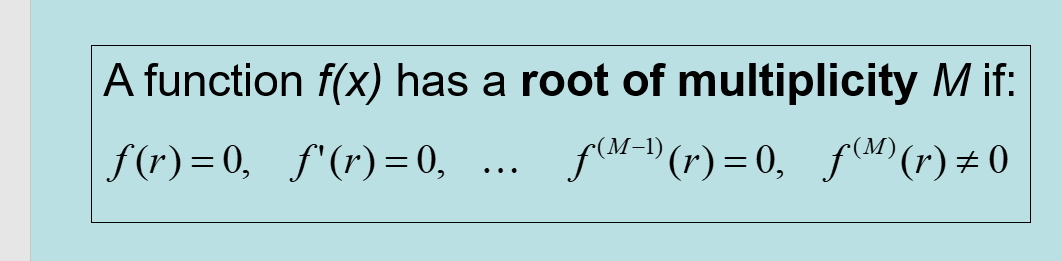 A function f(x) has a root of multiplicity M if:
f(r) = 0, f'(r) = 0, … f^(M−1)(r) = 0, f^(M)(r) ≠ 0